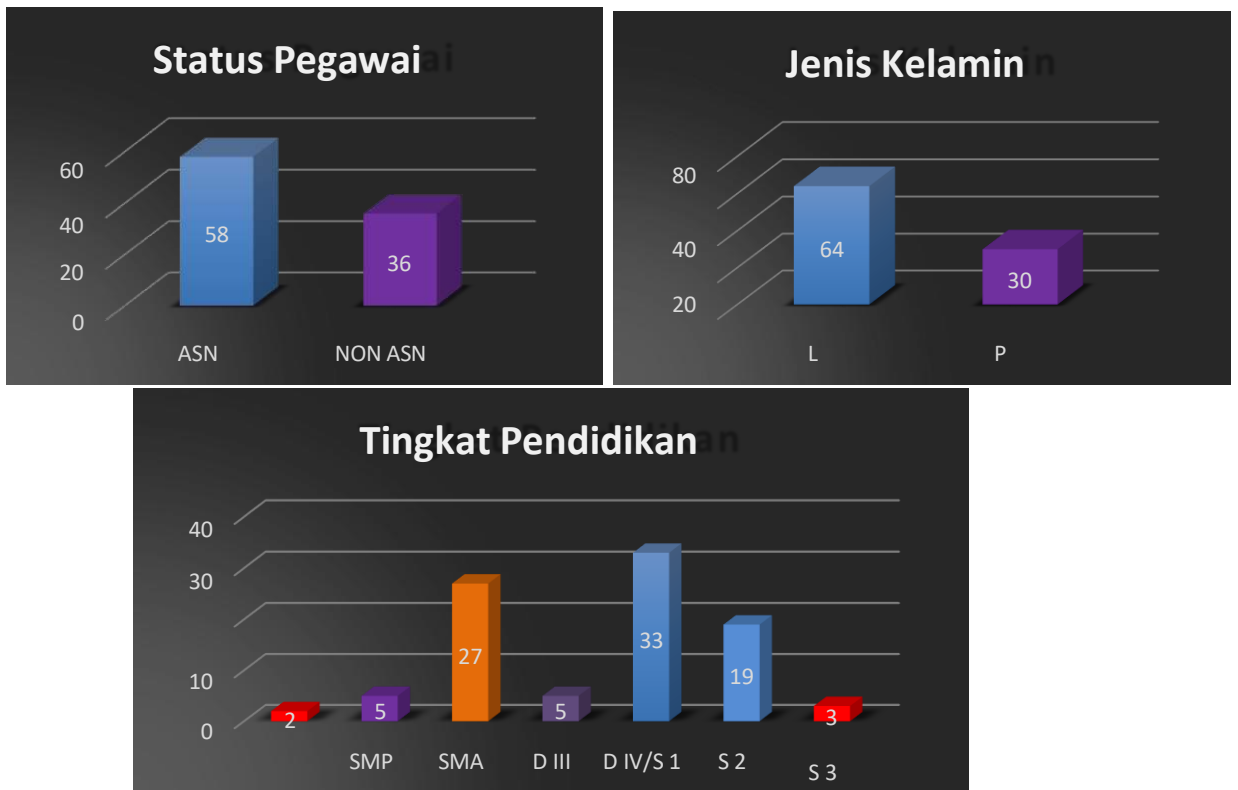 Status Pegawai
60
40
20
0
58
36
ASN NON ASN
Jenis Kelamin
80
40
20
64
30
L P
Tingkat Pendidikan
40
30
10
0
2 5 27 5 33 19 3
SMP SMA D III D IV/S 1 S 2 S 3